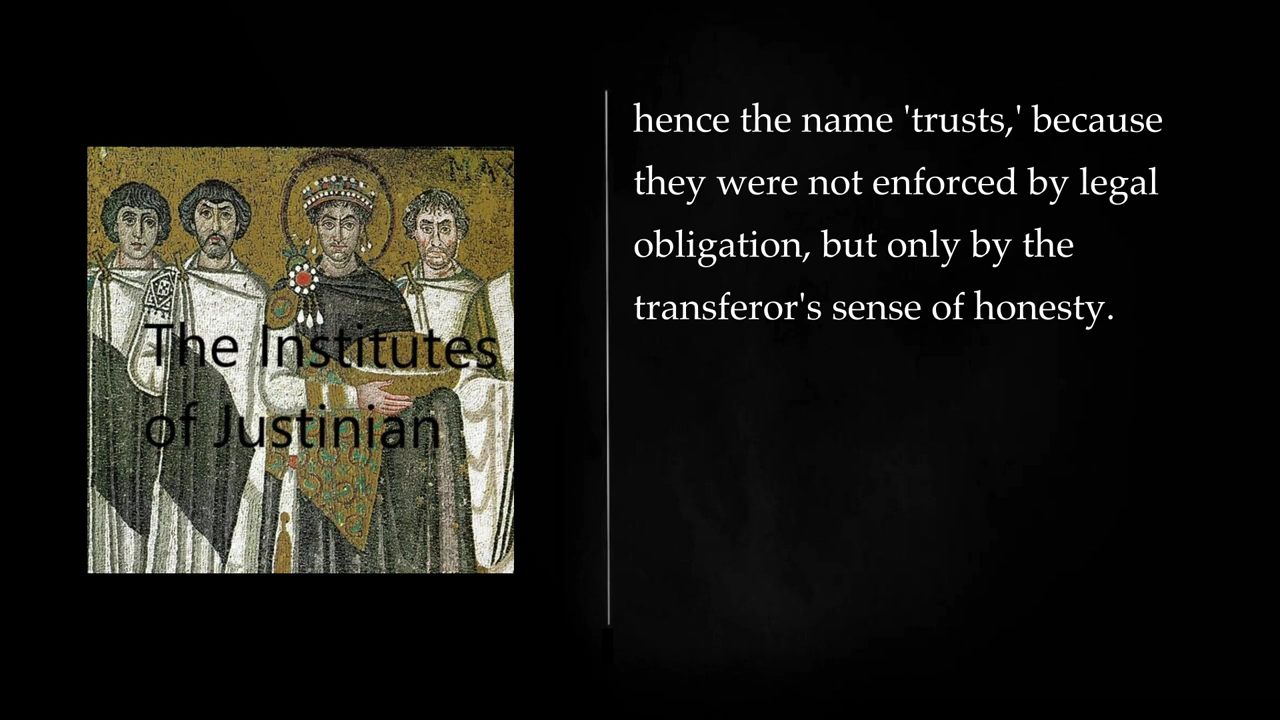 The Institutes
of Justinian
hence the name 'trusts,' because
they were not enforced by legal
obligation, but only by the
transferor's sense of honesty.